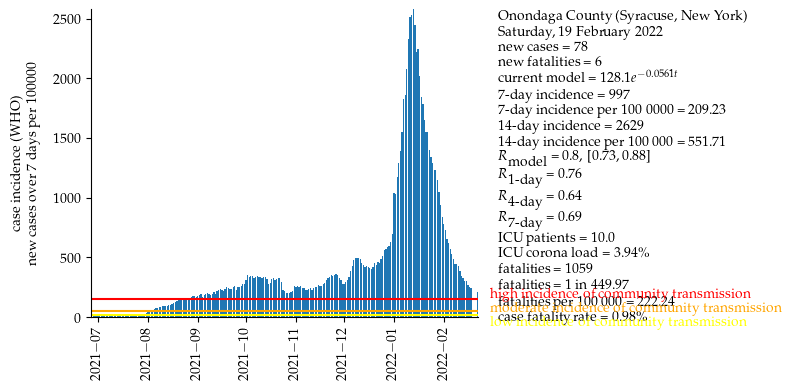 case incidence (WHO)
new cases over 7 days per 100000
2500
2000
1500
1000
500
0
2021−07
2021−08
2021−09
2021−10
2021−11
2021−12
2022−01
2022−02
Onondaga County (Syracuse, New York)
Saturday, 19 February 2022
new cases = 78
new fatalities = 6
current model = 128.1e^{−0.0561t}
7-day incidence = 997
7-day incidence per 100 0000 = 209.23
14-day incidence = 2629
14-day incidence per 100 000 = 551.71
R_model = 0.8, [0.73, 0.88]
R_1-day = 0.76
R_4-day = 0.64
R_7-day = 0.69
ICU patients = 10.0
ICU corona load = 3.94%
fatalities = 1059
fatalities = 1 in 449.97
high incidence of community transmission
fatalities per 100 000 = 222.24
moderate incidence of community transmission
case fatality rate = 0.98%
low incidence of community transmission